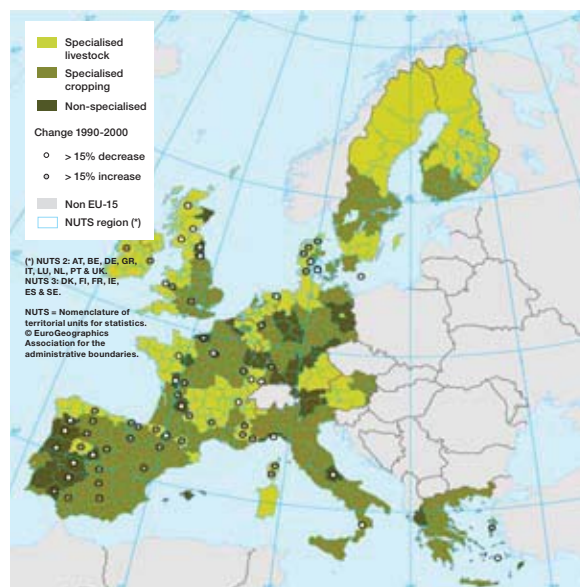 Specialised
livestock
Specialised
cropping
Non-specialised
Change 1990-2000
> 15% decrease
> 15% increase
Non EU-15
NUTS region (*)
(*) NUTS 2: AT, BE, DE, GR,
IT, LU, NL, PT & UK.
NUTS 3: DK, FI, FR, IE,
ES & SE.
NUTS = Nomenclature of
territorial units for statistics.
© EuroGeographics
Association for the
administrative boundaries.